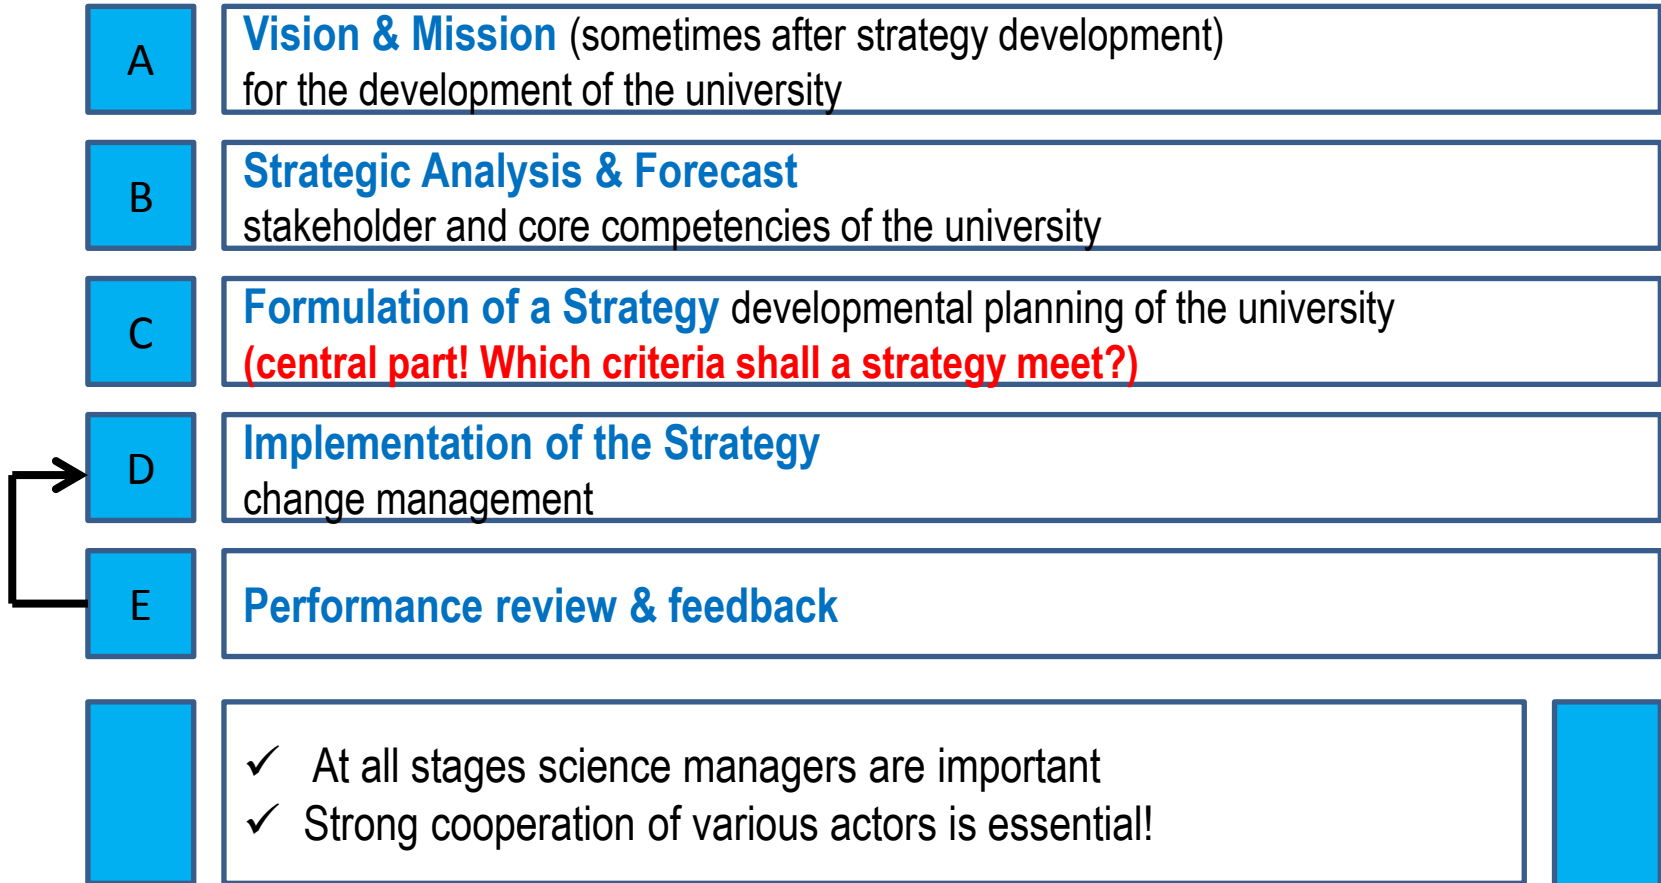 A
Vision & Mission (sometimes after strategy development)
for the development of the university
B
Strategic Analysis & Forecast
stakeholder and core competencies of the university
C
Formulation of a Strategy developmental planning of the university
(central part! Which criteria shall a strategy meet?)
D
Implementation of the Strategy
change management
E
Performance review & feedback
✓ At all stages science managers are important
✓ Strong cooperation of various actors is essential!